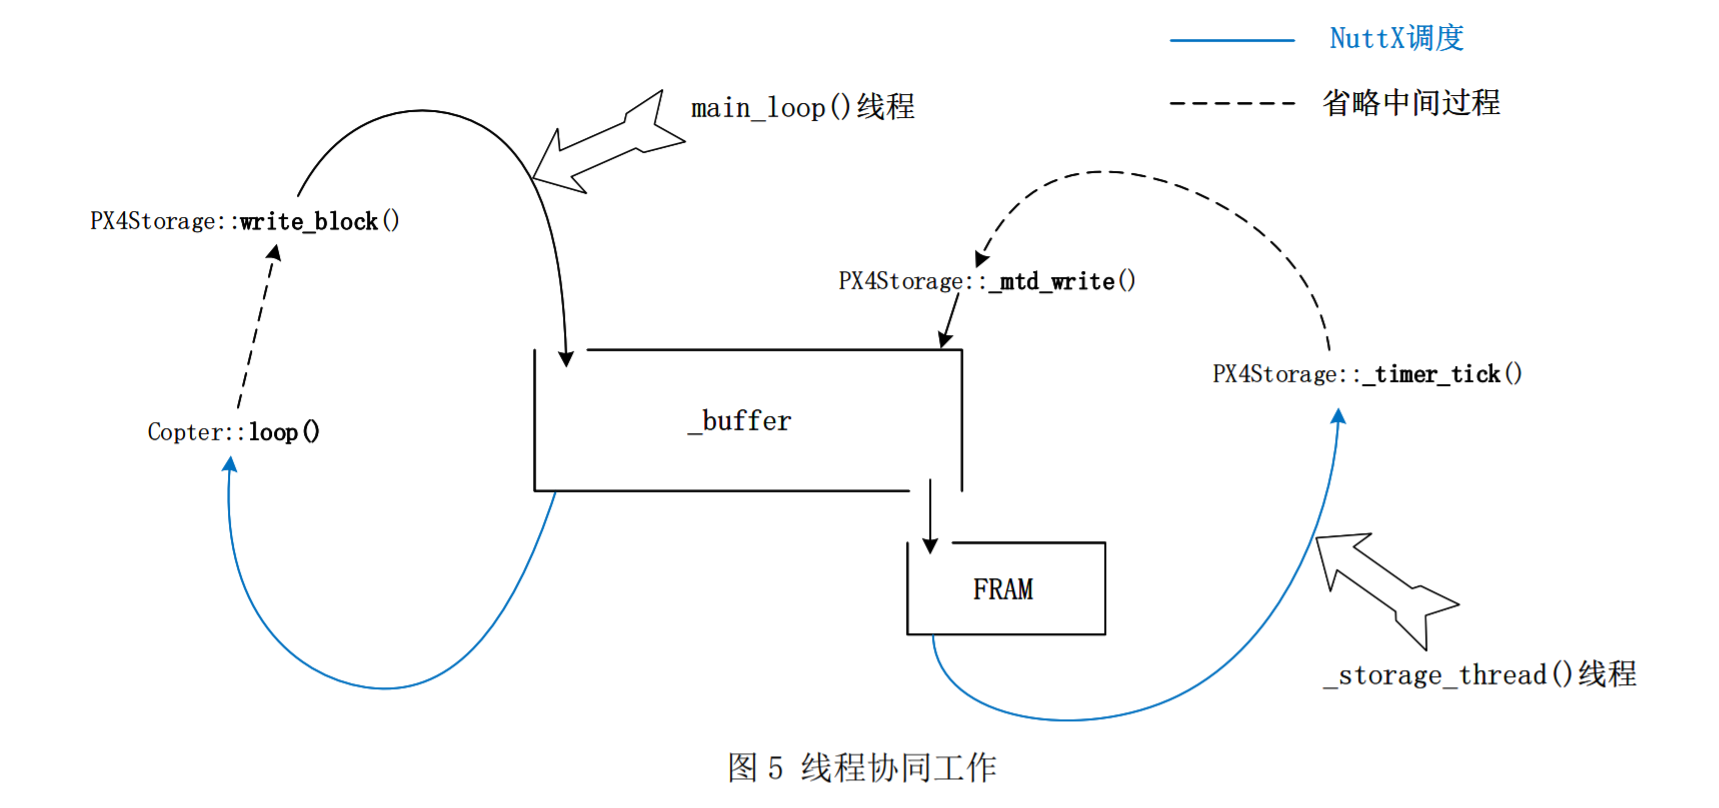 NuttX调度
省略中间过程
main_loop()线程
PX4Storage::write_block()
PX4Storage::_mtd_write()
PX4Storage::_timer_tick()
_buffer
Copter::loop()
FRAM
_storage_thread()线程
图 5 线程协同工作